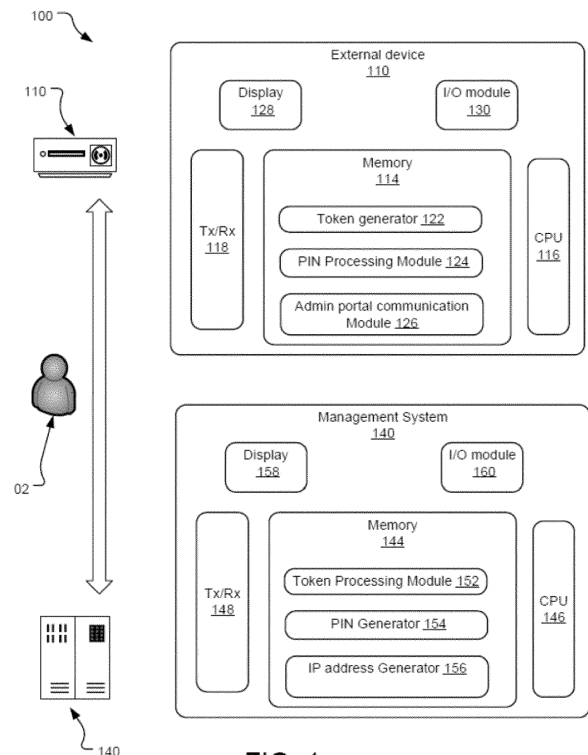 100
110
02
140
External device
110
Display
128
I/O module
130
Memory
114
Tx/Rx
118
CPU
116
Token generator 122
PIN Processing Module 124
Admin portal communication
Module 126
Management System
140
Display
158
I/O module
160
Memory
144
Tx/Rx
148
CPU
146
Token Processing Module 152
PIN Generator 154
IP address Generator 156